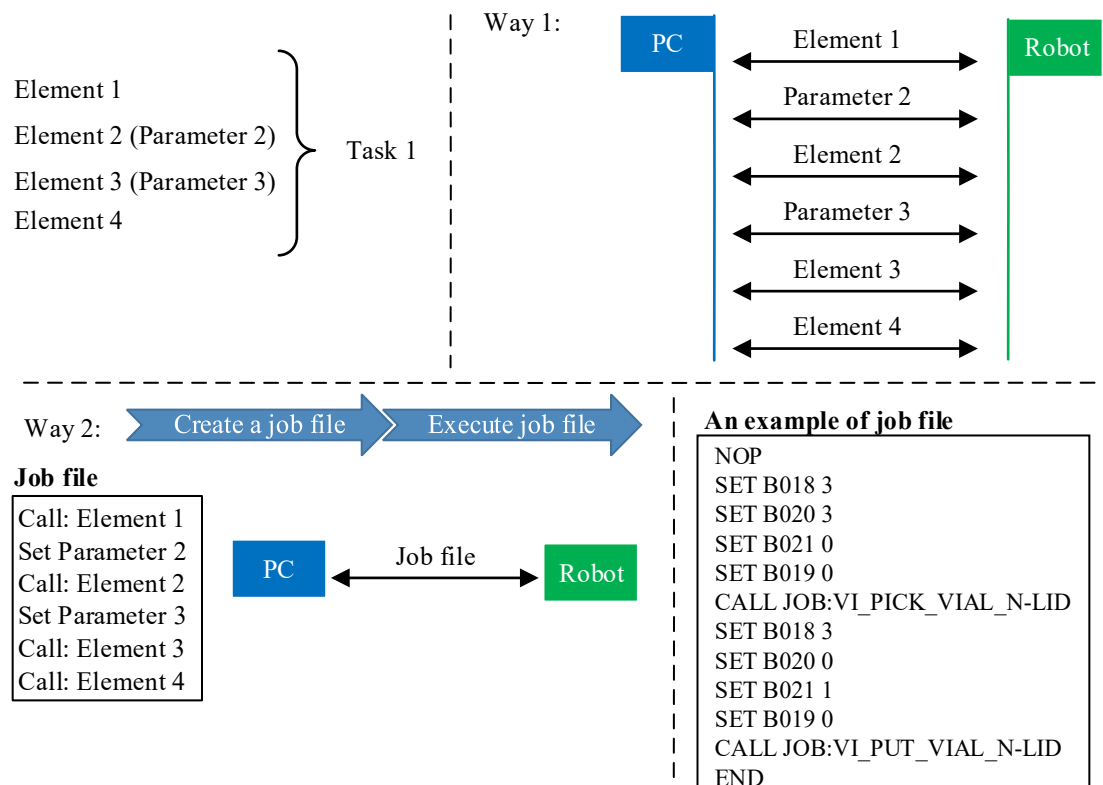 Element 1
Element 2 (Parameter 2)
Element 3 (Parameter 3)
Element 4
Task 1
Way 1:
PC
Robot
Element 1
Parameter 2
Element 2
Parameter 3
Element 3
Element 4
Way 2:
Create a job file
Execute job file
Job file
Call: Element 1
Set Parameter 2
Call: Element 2
Set Parameter 3
Call: Element 3
Call: Element 4
PC
Job file
Robot
An example of job file
NOP
SET B018 3
SET B020 3
SET B021 0
SET B019 0
CALL JOB:VI_PICK_VIAL_N-LID
SET B018 3
SET B020 0
SET B021 1
SET B019 0
CALL JOB:VI_PUT_VIAL_N-LID
END